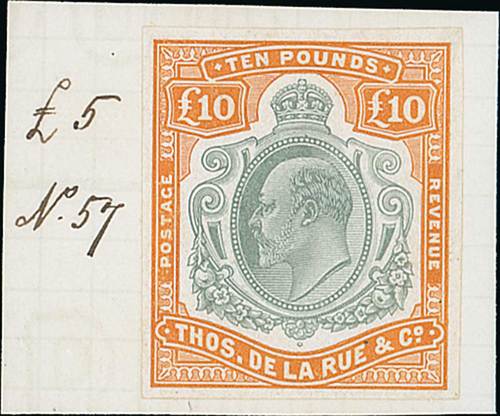 £ 5
No. 57
TEN POUNDS
£10 £10
POSTAGE
REVENUE
THOS. DE LA RUE & Co.